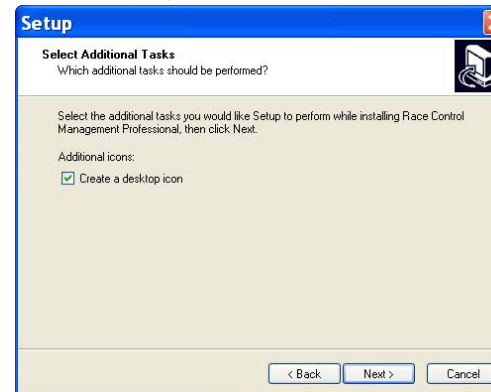 Setup
Select Additional Tasks
Which additional tasks should be performed?
Select the additional tasks you would like Setup to perform while installing Race Control
Management Professional, then click Next.
Additional icons:
Create a desktop icon
< Back
Next >
Cancel